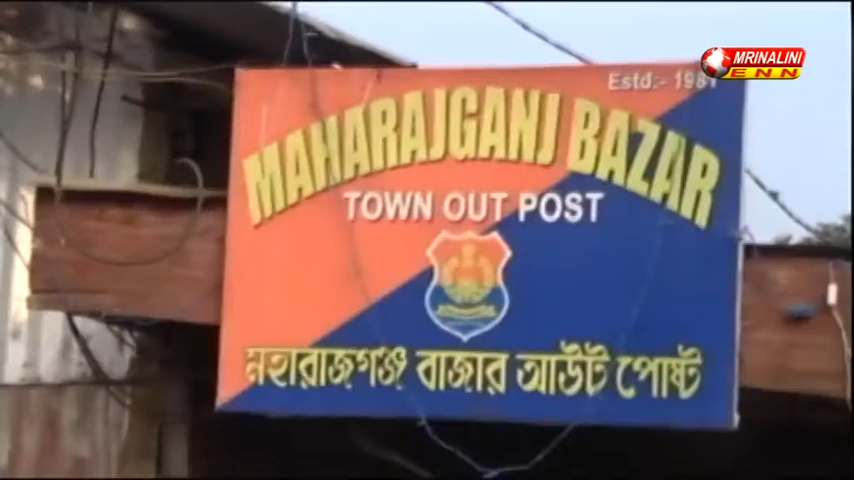 MRINALINI
ENN
Estd:- 1981
MAHARAJGANJ BAZAR
TOWN OUT POST
মহারাজগঞ্জ বাজার আউট পোষ্ট